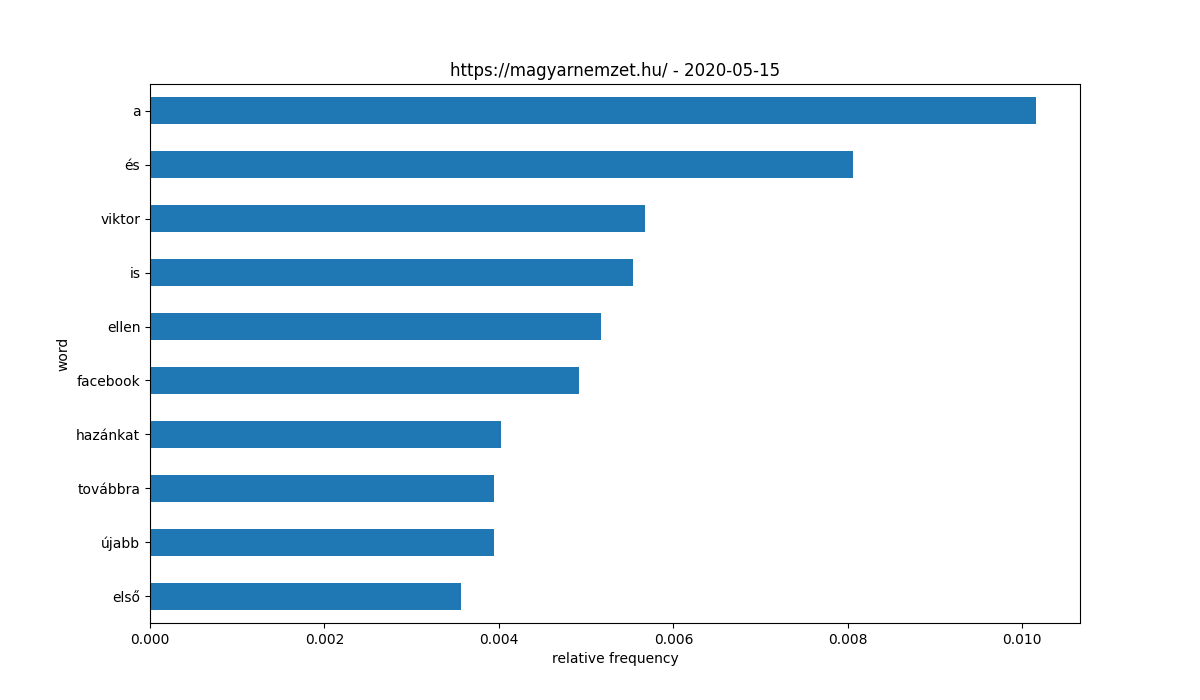 https://magyarnemzet.hu/ - 2020-05-15
word
a
és
viktor
is
ellen
facebook
hazánkat
továbbra
újabb
első
0.000 0.002 0.004 0.006 0.008 0.010
relative frequency